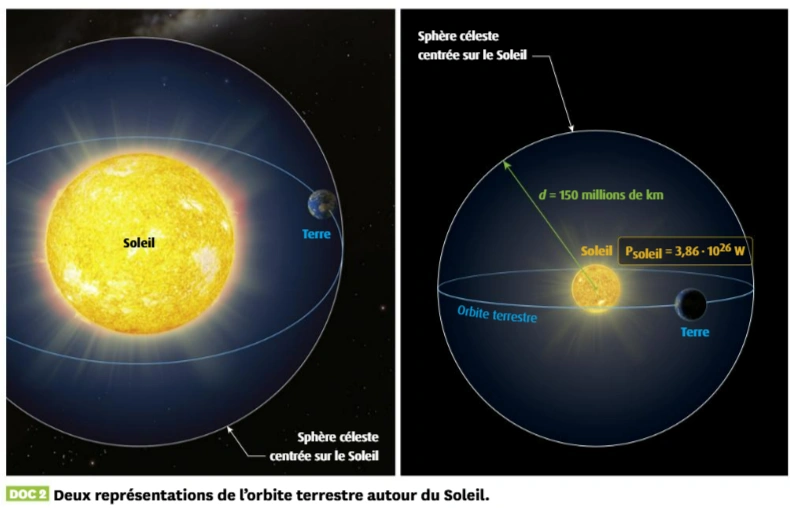 Soleil
Terre
Sphère céleste
centrée sur le Soleil
Sphère céleste
centrée sur le Soleil
d = 150 millions de km
Soleil
Psoleil = 3,86 · 10²⁶ W
Orbite terrestre
Terre
DOC 2 Deux représentations de l'orbite terrestre autour du Soleil.